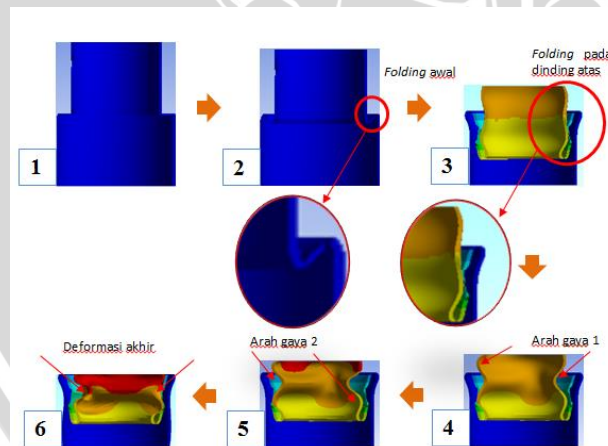 Folding awal
Folding pada
dinding atas
1
2
3
Deformasi akhir
Arah gaya 2
Arah gaya 1
6
5
4